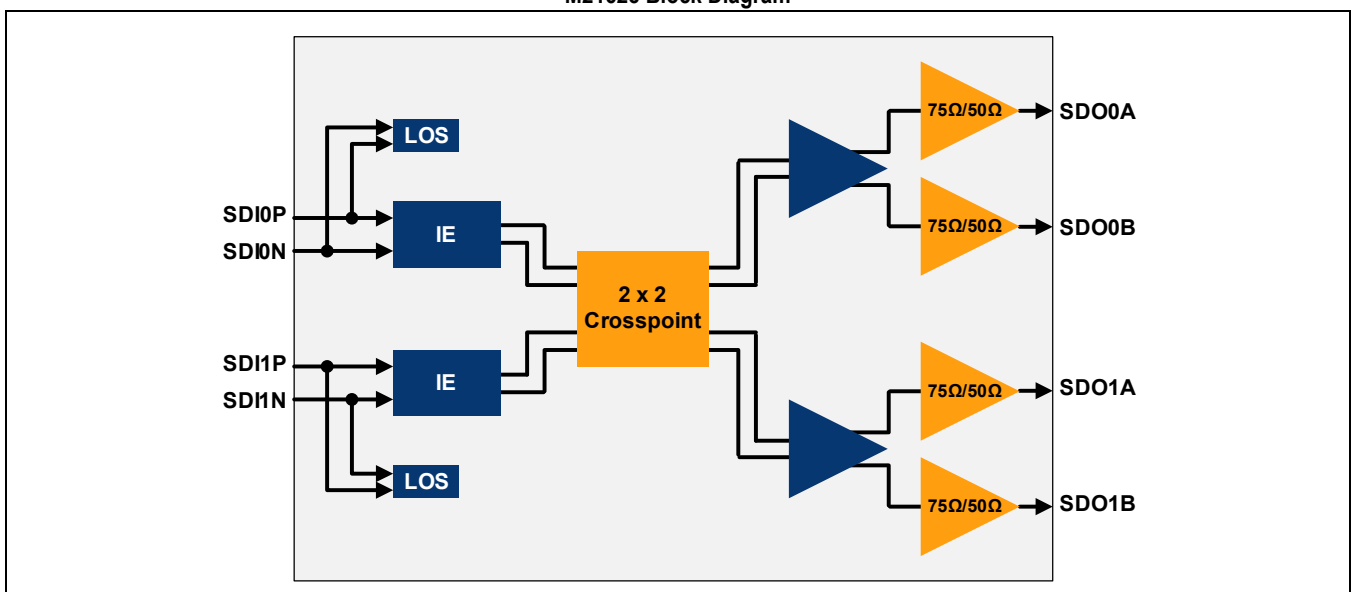 LOS
SDI0P
SDI0N
IE
2 x 2
Crosspoint
SDI1P
SDI1N
IE
LOS
75Ω/50Ω
SDO0A
75Ω/50Ω
SDO0B
75Ω/50Ω
SDO1A
75Ω/50Ω
SDO1B